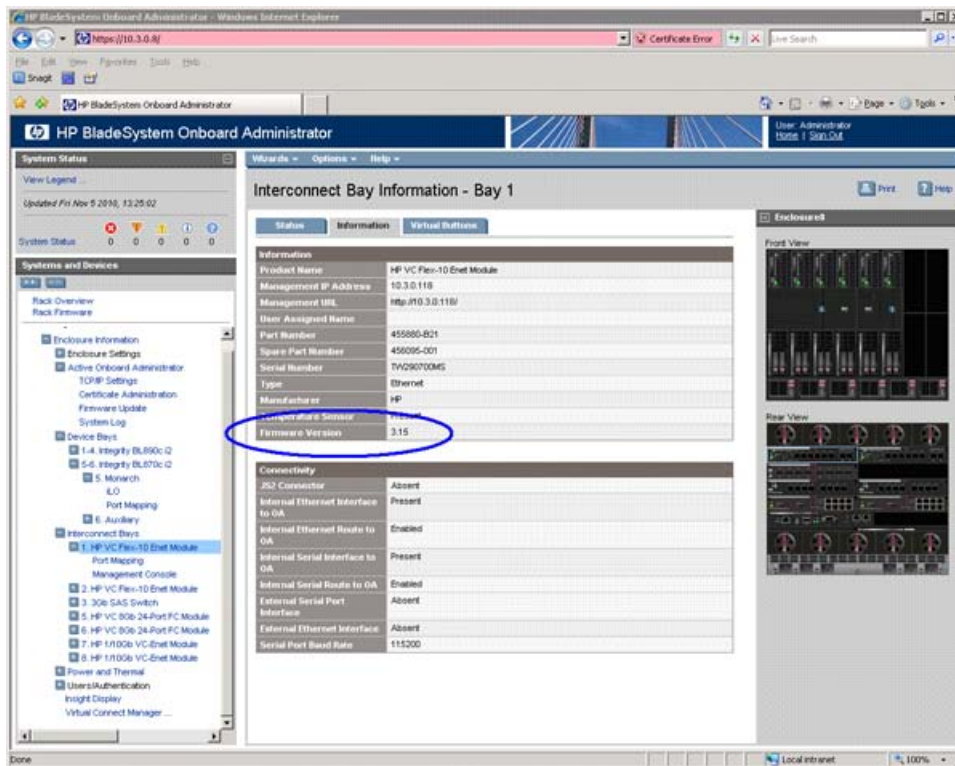 HP BladeSystem Onboard Administrator - Windows Internet Explorer
https://10.3.0.8/
Certificate Error
Live Search
File Edit View Favorites Tools Help
SnagIt
HP BladeSystem Onboard Administrator
Page Tools
HP BladeSystem Onboard Administrator
User: Administrator
Home | Sign Out
System Status
View Legend ...
Updated Fri Nov 5 2010, 13:25:02
System Status 0 0 0 0 0
Systems and Devices
Rack Overview
Rack Firmware
Enclosure Information
Enclosure Settings
Active Onboard Administrator
TCP/IP Settings
Certificate Administration
Firmware Update
System Log
Device Bays
1-4. Integrity BL890c i2
5-6. Integrity BL870c i2
5. Monarch
iLO
Port Mapping
6. Auxiliary
Interconnect Bays
1. HP VC Flex-10 Enet Module
Port Mapping
Management Console
2. HP VC Flex-10 Enet Module
3. 3Gb SAS Switch
5. HP VC 8Gb 24-Port FC Module
6. HP VC 8Gb 24-Port FC Module
7. HP 1/10Gb VC-Enet Module
8. HP 1/10Gb VC-Enet Module
Power and Thermal
Users/Authentication
Insight Display
Virtual Connect Manager ...
Wizards Options Help
Interconnect Bay Information - Bay 1
Print Help
Status Information Virtual Buttons
Information
Product Name HP VC Flex-10 Enet Module
Management IP Address 10.3.0.118
Management URL http://10.3.0.118/
User Assigned Name
Part Number 455880-B21
Spare Part Number 456095-001
Serial Number TW290700MS
Type Ethernet
Manufacturer HP
Temperature Sensor Present
Firmware Version 3.15
Connectivity
JS2 Connector Absent
Internal Ethernet Interface to OA Present
Internal Ethernet Route to OA Enabled
Internal Serial Interface to OA Present
Internal Serial Route to OA Enabled
External Serial Port Interface Absent
External Ethernet Interface Absent
Serial Port Baud Rate 115200
Enclosure8
Front View
Rear View
Done
Local intranet
100%